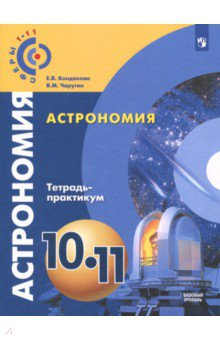 СФЕРЫ 1-11
Е.В. Кондакова
В.М. Чаругин
АСТРОНОМИЯ
АСТРОНОМИЯ
Тетрадь-
практикум
10-11
БАЗОВЫЙ
УРОВЕНЬ